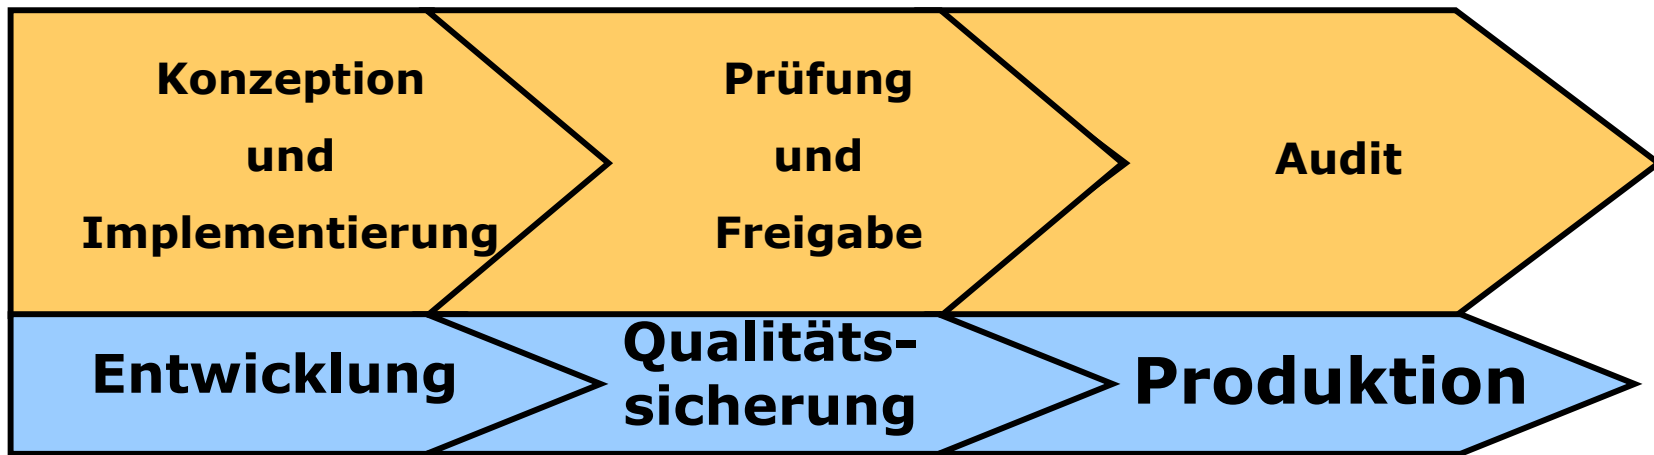 Konzeption
und
Implementierung
Prüfung
und
Freigabe
Audit
Entwicklung
Qualitäts-
sicherung
Produktion